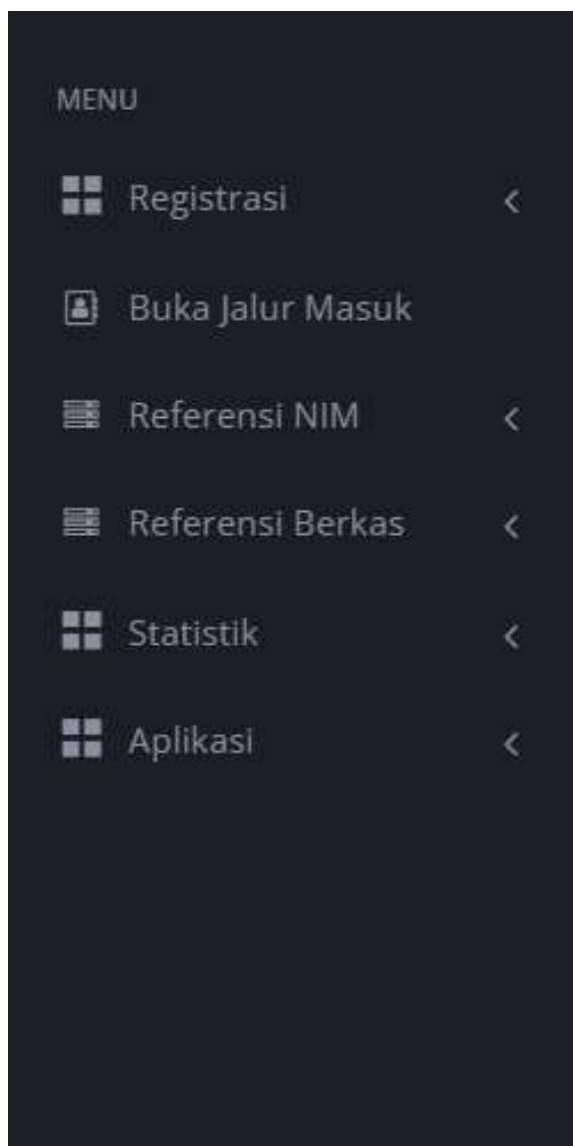 MENU
Registrasi
Buka Jalur Masuk
Referensi NIM
Referensi Berkas
Statistik
Aplikasi